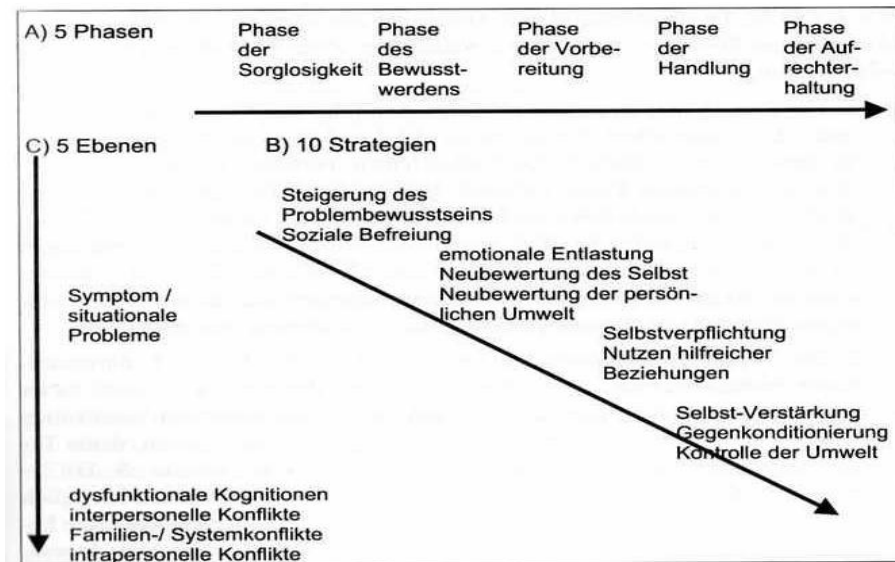 A) 5 Phasen
Phase
der
Sorglosigkeit
Phase
des
Bewusst-
werdens
Phase
der Vorbe-
reitung
Phase
der
Handlung
Phase
der Auf-
rechter-
haltung
C) 5 Ebenen
B) 10 Strategien
Steigerung des
Problembewusstseins
Soziale Befreiung
emotionale Entlastung
Neubewertung des Selbst
Neubewertung der persön-
lichen Umwelt
Symptom /
situationale
Probleme
Selbstverpflichtung
Nutzen hilfreicher
Beziehungen
Selbst-Verstärkung
Gegenkonditionierung
Kontrolle der Umwelt
dysfunktionale Kognitionen
interpersonelle Konflikte
Familien-/ Systemkonflikte
intrapersonelle Konflikte